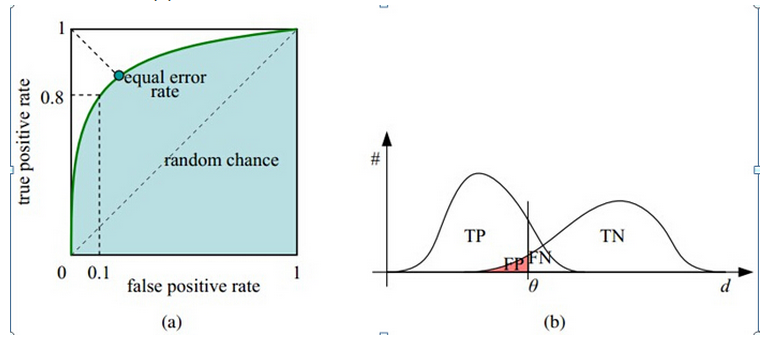 1
true positive rate
0.8
equal error
rate
random chance
0
0.1
1
false positive rate
(a)
#
TP
TN
FP
FN
θ
d
(b)